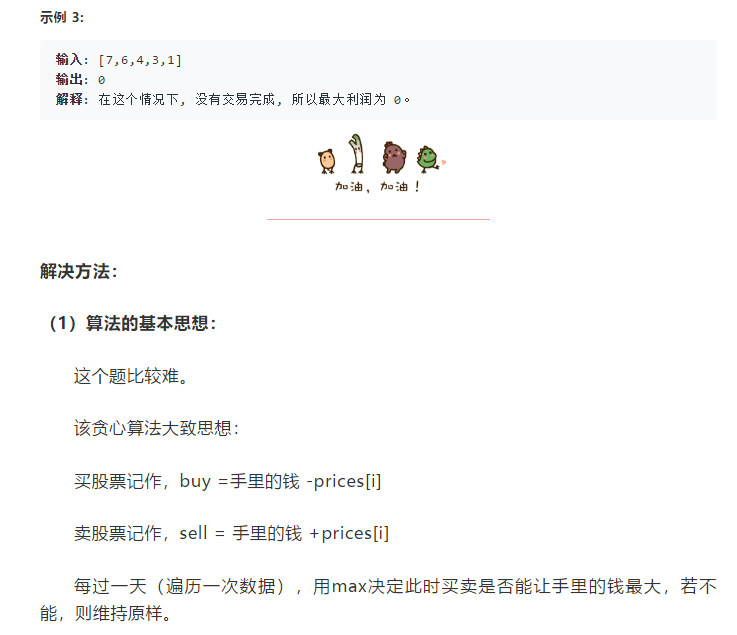 示例 3:
输入: [7,6,4,3,1]
输出: 0
解释: 在这个情况下, 没有交易完成, 所以最大利润为 0。
加油，加油！
解决方法：
（1）算法的基本思想：
这个题比较难。
该贪心算法大致思想：
买股票记作，buy =手里的钱 -prices[i]
卖股票记作，sell = 手里的钱 +prices[i]
每过一天（遍历一次数据），用max决定此时买卖是否能让手里的钱最大，若不
能，则维持原样。